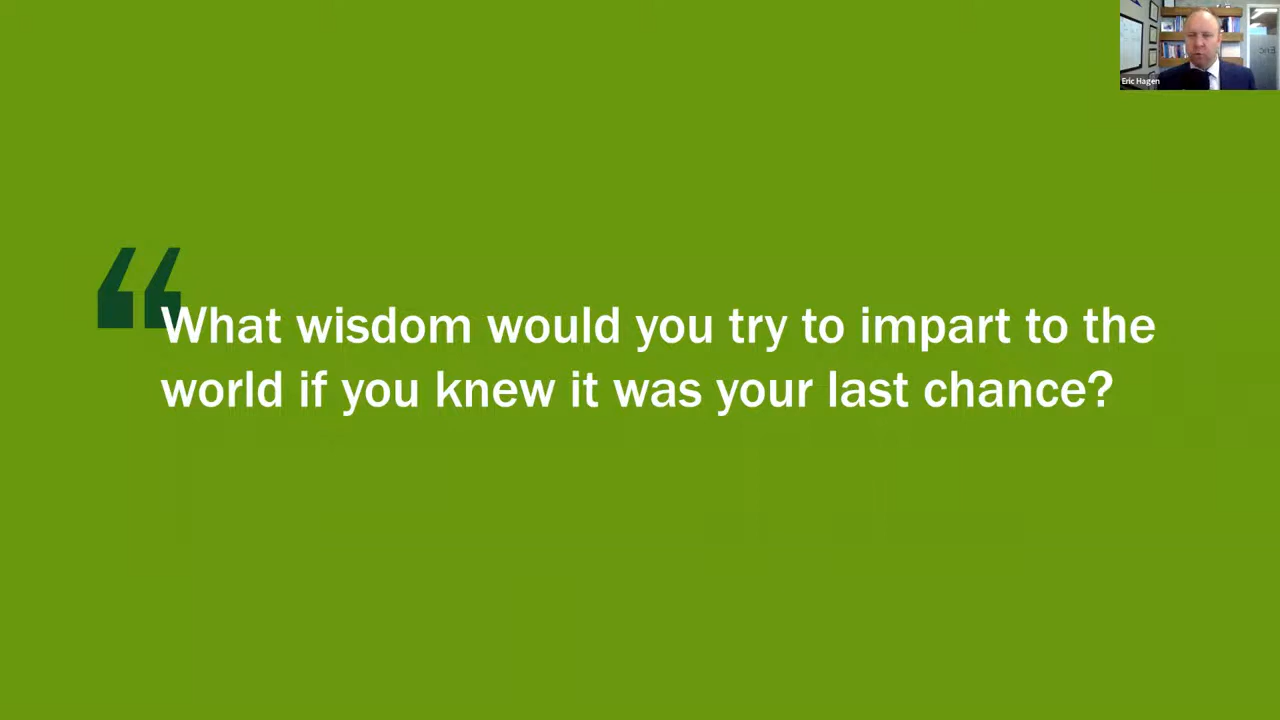 Eric Hagen
“
What wisdom would you try to impart to the
world if you knew it was your last chance?